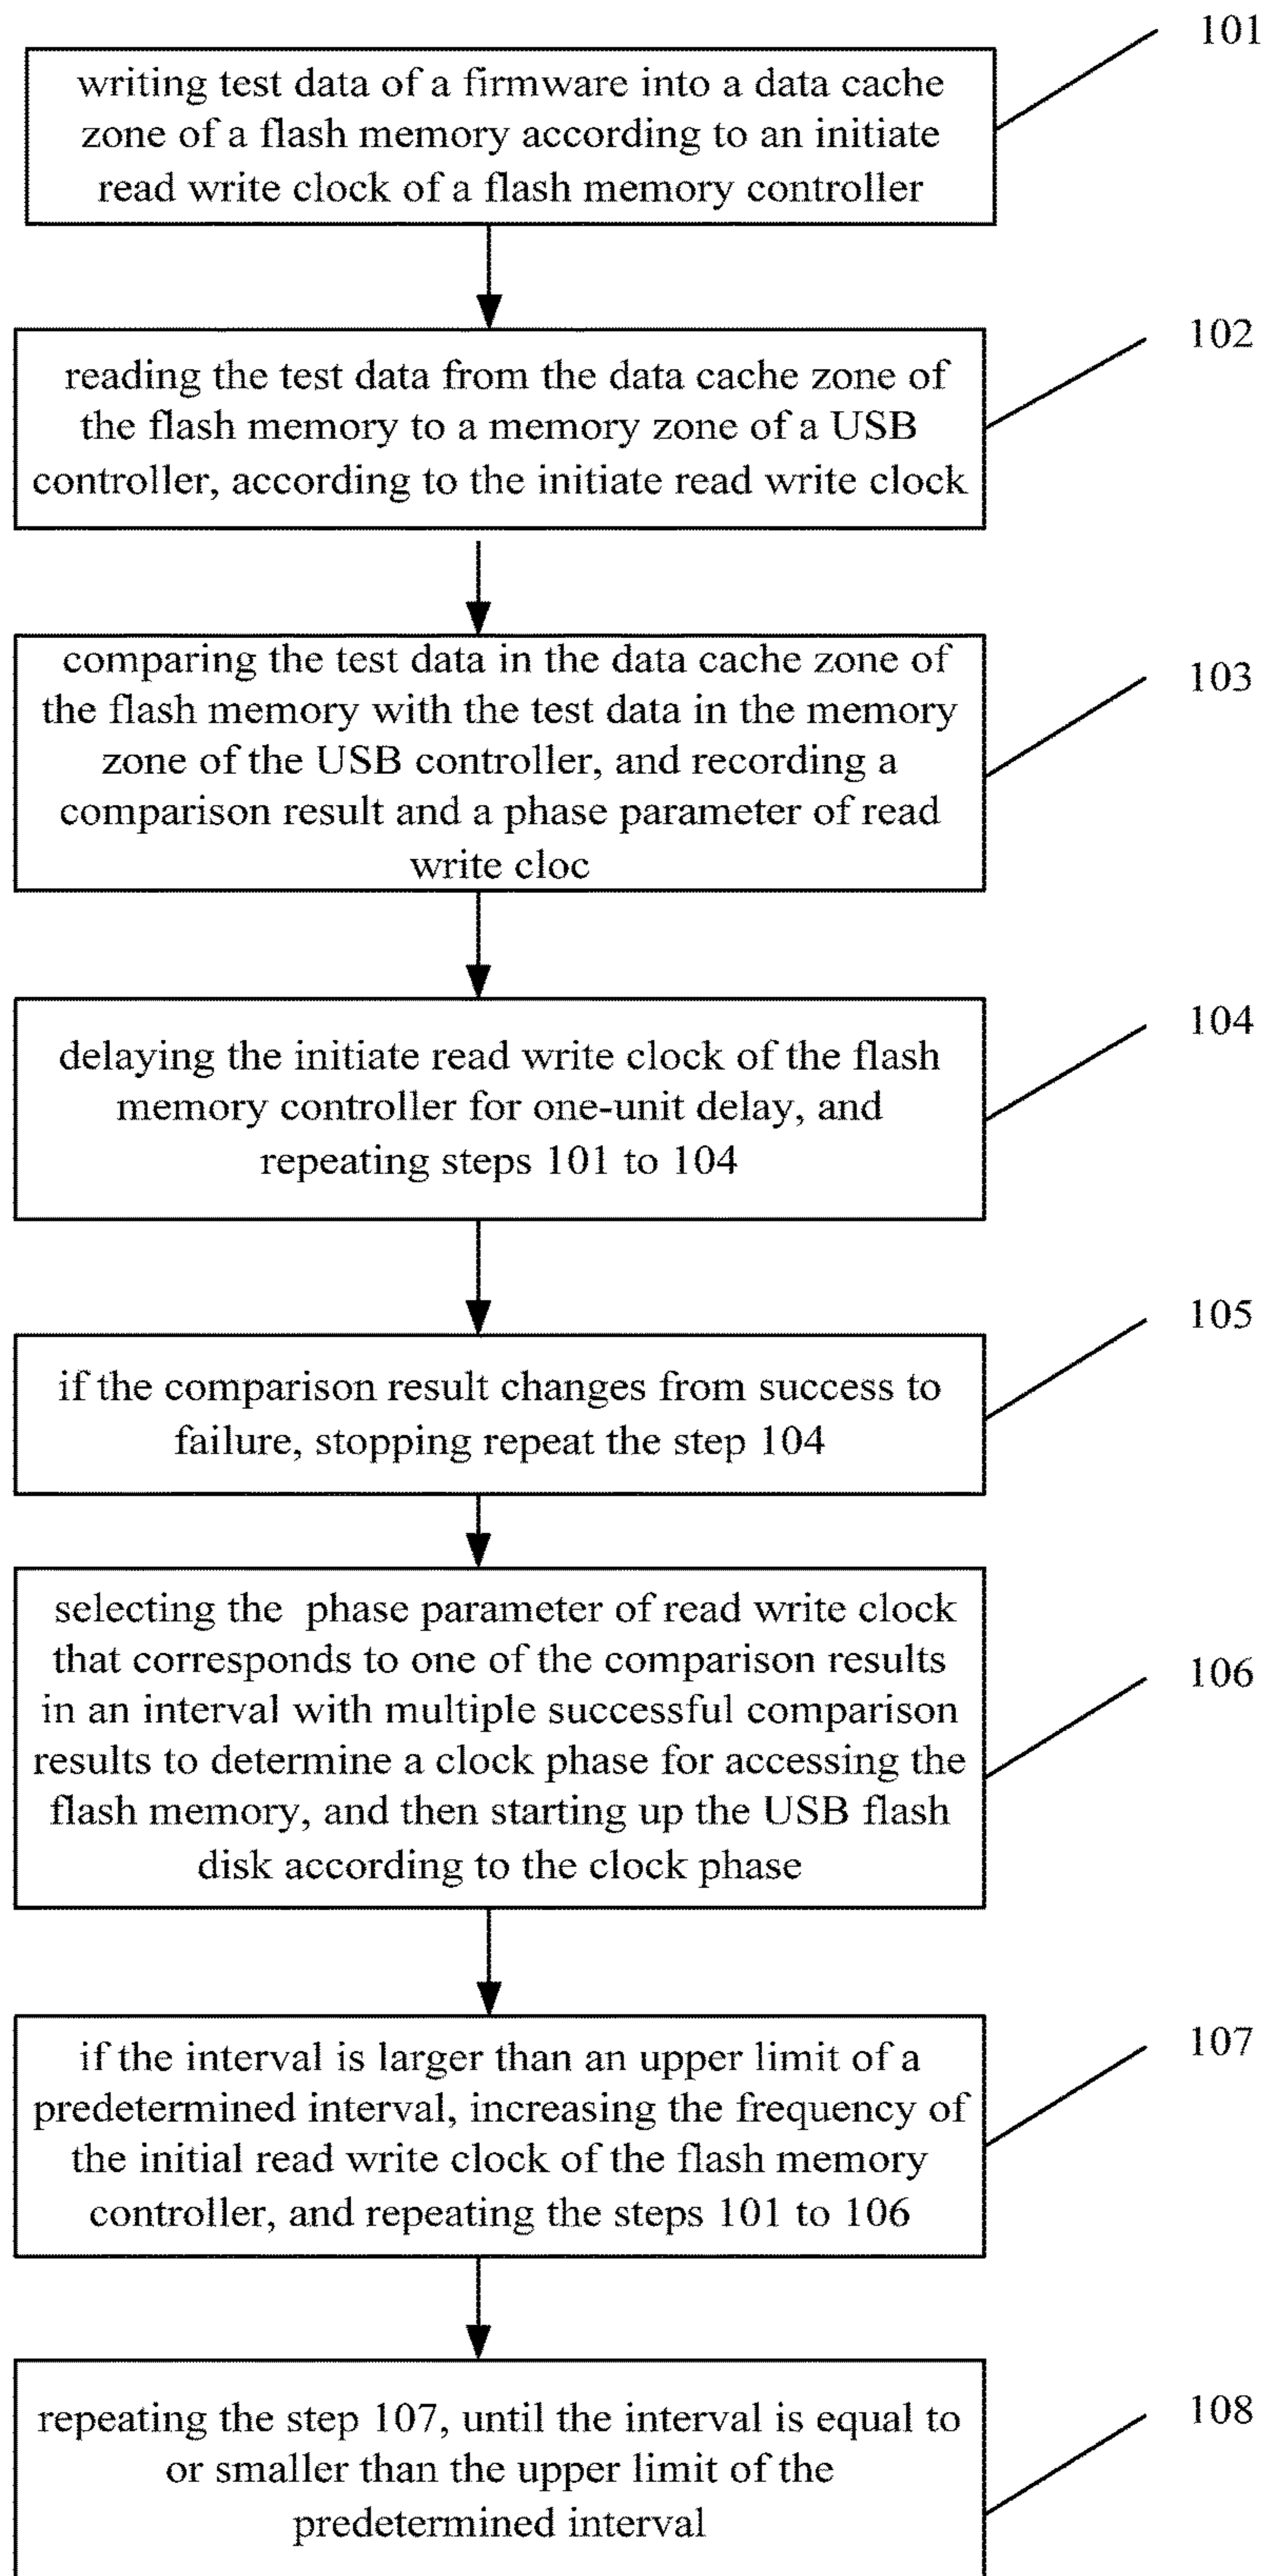 101
writing test data of a firmware into a data cache
zone of a flash memory according to an initiate
read write clock of a flash memory controller
102
reading the test data from the data cache zone of
the flash memory to a memory zone of a USB
controller, according to the initiate read write clock
103
comparing the test data in the data cache zone of
the flash memory with the test data in the memory
zone of the USB controller, and recording a
comparison result and a phase parameter of read
write cloc
104
delaying the initiate read write clock of the flash
memory controller for one-unit delay, and
repeating steps 101 to 104
105
if the comparison result changes from success to
failure, stopping repeat the step 104
106
selecting the phase parameter of read write clock
that corresponds to one of the comparison results
in an interval with multiple successful comparison
results to determine a clock phase for accessing the
flash memory, and then starting up the USB flash
disk according to the clock phase
107
if the interval is larger than an upper limit of a
predetermined interval, increasing the frequency of
the initial read write clock of the flash memory
controller, and repeating the steps 101 to 106
108
repeating the step 107, until the interval is equal to
or smaller than the upper limit of the
predetermined interval